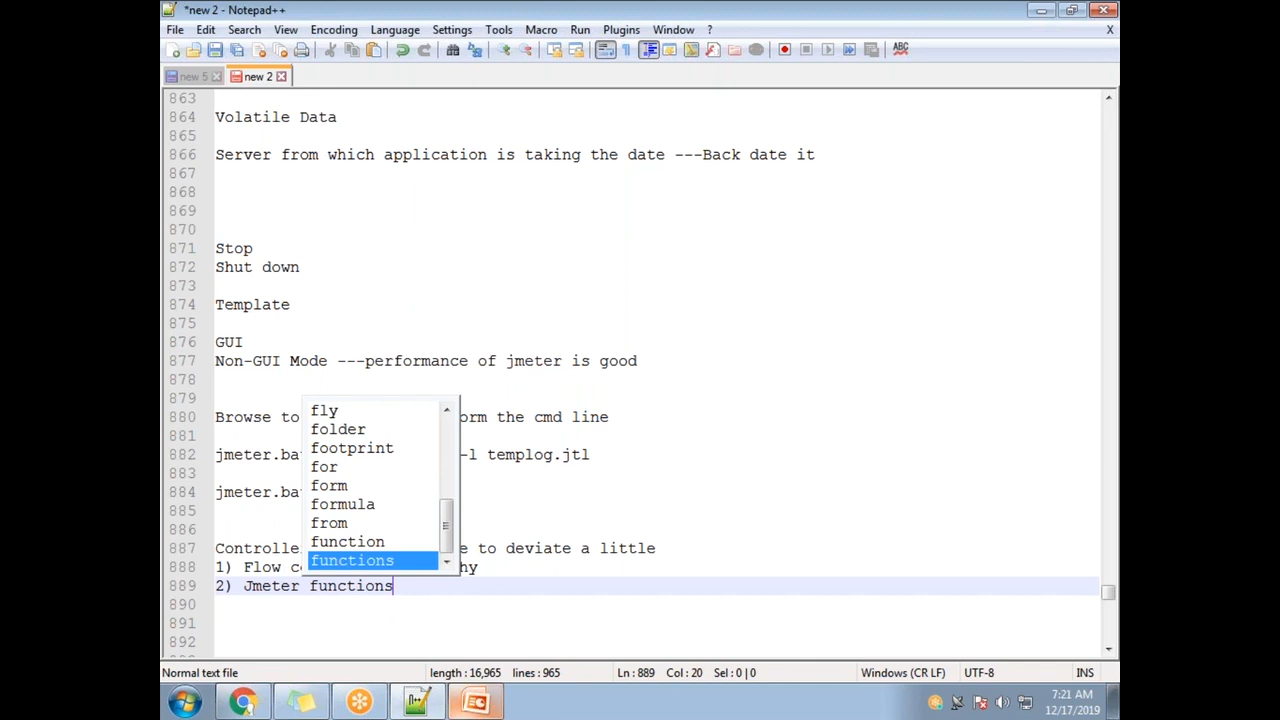 *new 2 - Notepad++
File Edit Search View Encoding Language Settings Tools Macro Run Plugins Window ? X
new 5 new 2
863
864 Volatile Data
865
866 Server from which application is taking the date ---Back date it
867
868
869
870
871 Stop
872 Shut down
873
874 Template
875
876 GUI
877 Non-GUI Mode ---performance of jmeter is good
878
879
880 Browse to orm the cmd line
881
882 jmeter.ba -l templog.jtl
883
884 jmeter.ba
885
886
887 Controlle e to deviate a little
888 1) Flow co hy
889 2) Jmeter functions
890
891
892
fly
folder
footprint
for
form
formula
from
function
functions
Normal text file length : 16,965 lines : 965 Ln : 889 Col : 20 Sel : 0 | 0 Windows (CR LF) UTF-8 INS
7:21 AM
12/17/2019